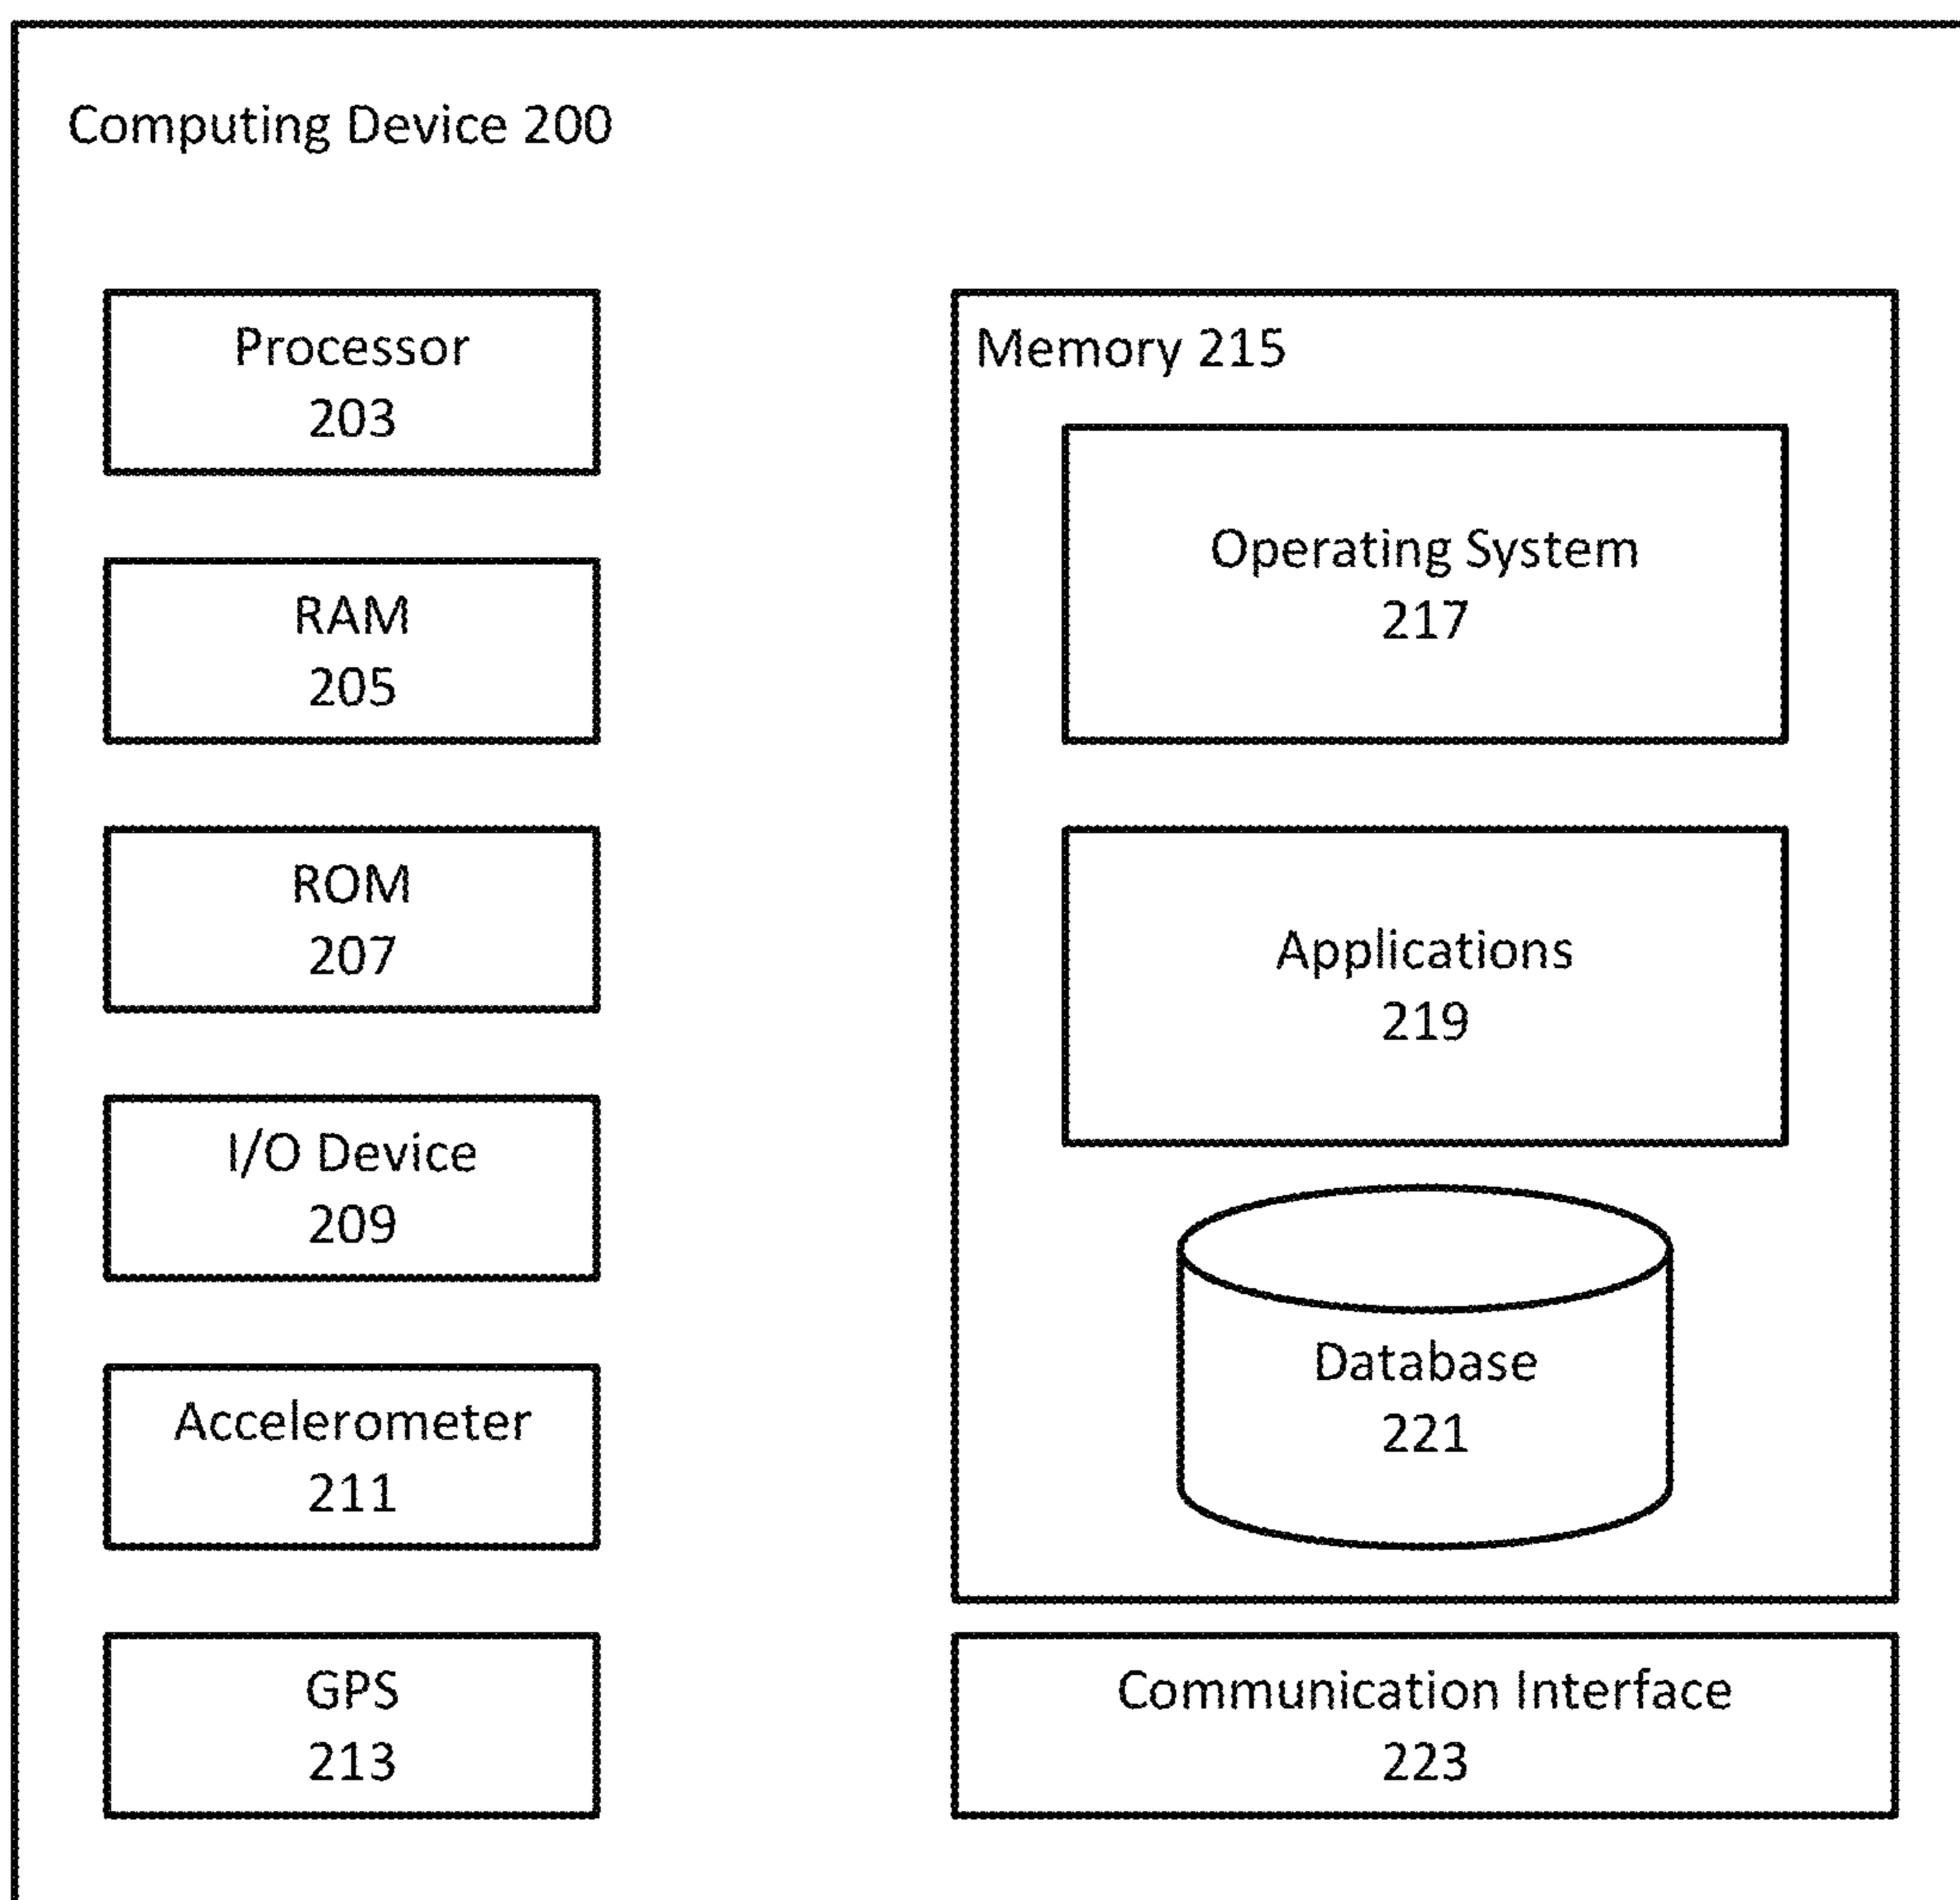 Computing Device 200
Processor
203
RAM
205
ROM
207
I/O Device
209
Accelerometer
211
GPS
213
Memory 215
Operating System
217
Applications
219
Database
221
Communication Interface
223